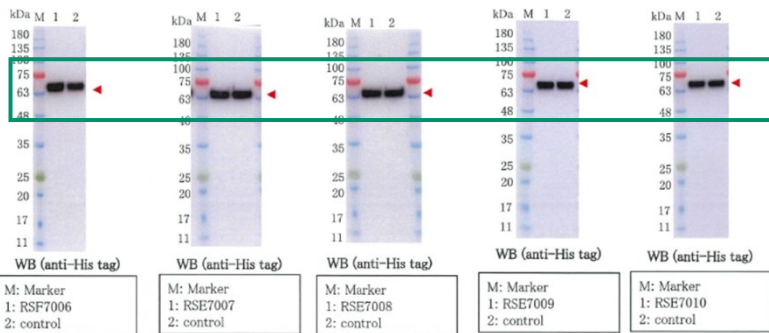 kDa M 1 2
180
135
75
63
48
35
25
20
17
11
WB (anti-His tag)
M: Marker
1: RSF7006
2: control
kDa M 1 2
180
135
100
75
63
35
25
20
17
11
WB (anti-His tag)
M: Marker
1: RSE7007
2: control
kDa M 1 2
180
135
100
75
63
35
25
20
17
11
WB (anti-His tag)
M: Marker
1: RSE7008
2: control
kDa M 1 2
180
135
100
75
63
48
35
25
20
17
11
WB (anti-His tag)
M: Marker
1: RSE7009
2: control
kDa M 1 2
180
135
100
75
63
48
35
25
20
17
11
WB (anti-His tag)
M: Marker
1: RSE7010
2: control